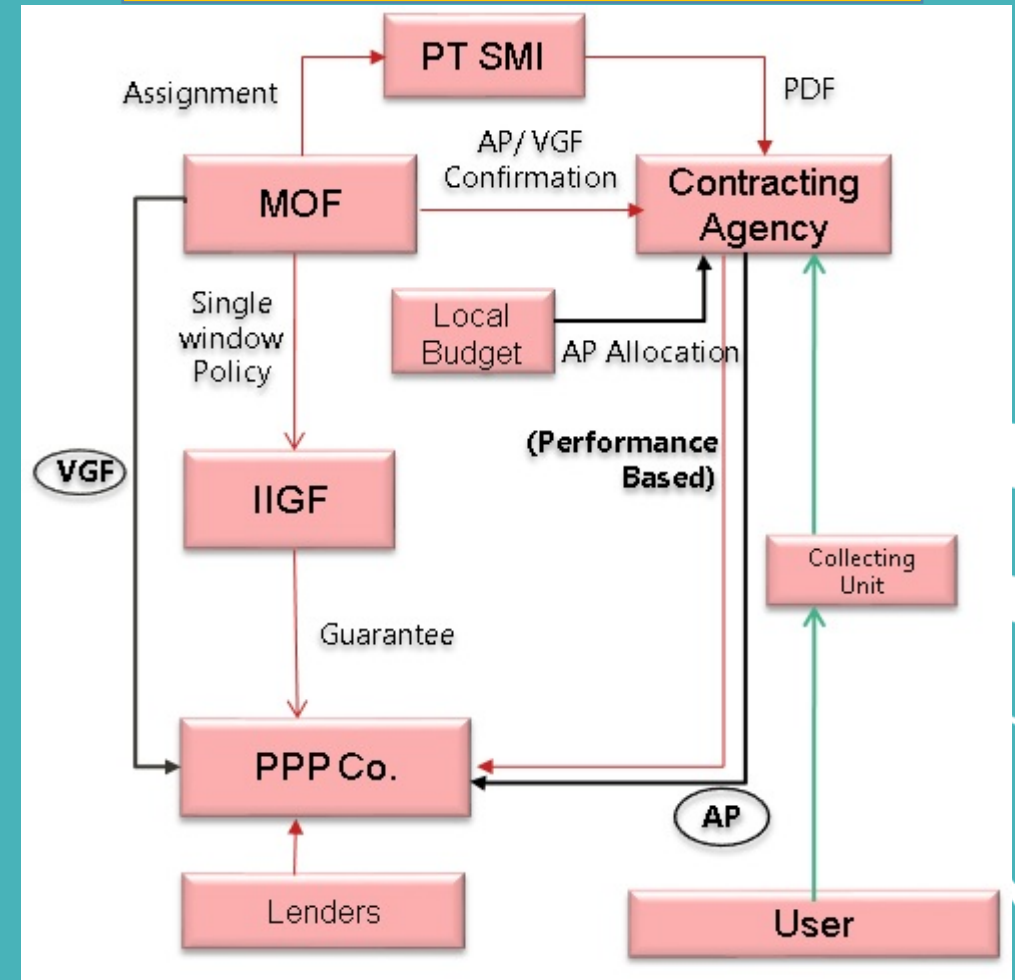 PT SMI
Assignment
PDF
AP/ VGF
Confirmation
MOF
Contracting
Agency
Single
window
Policy
Local
Budget
AP Allocation
(Performance
Based)
VGF
IIGF
Collecting
Unit
Guarantee
PPP Co.
AP
Lenders
User